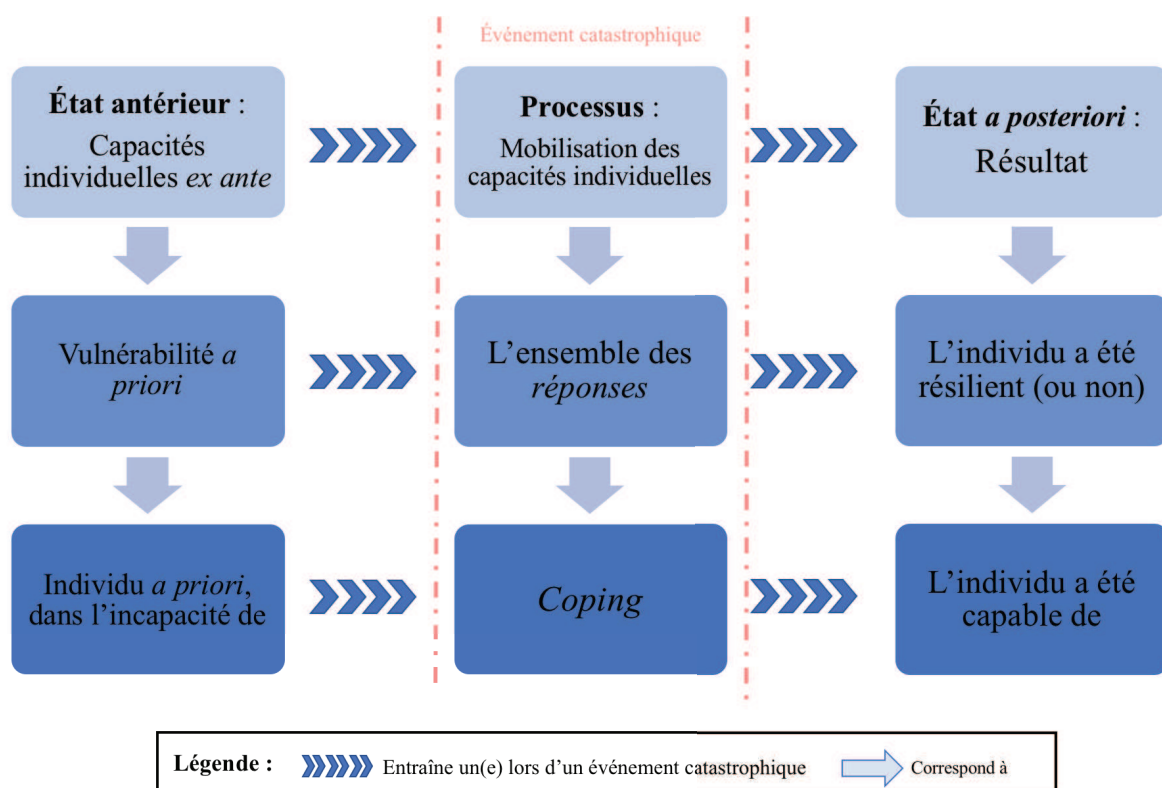 Événement catastrophique
État antérieur :
Capacités
individuelles ex ante
Processus :
Mobilisation des
capacités individuelles
État a posteriori :
Résultat
Vulnérabilité a
priori
L’ensemble des
réponses
L’individu a été
résilient (ou non)
Individu a priori,
dans l’incapacité de
Coping
L’individu a été
capable de
Légende : Entraîne un(e) lors d’un événement catastrophique Correspond à